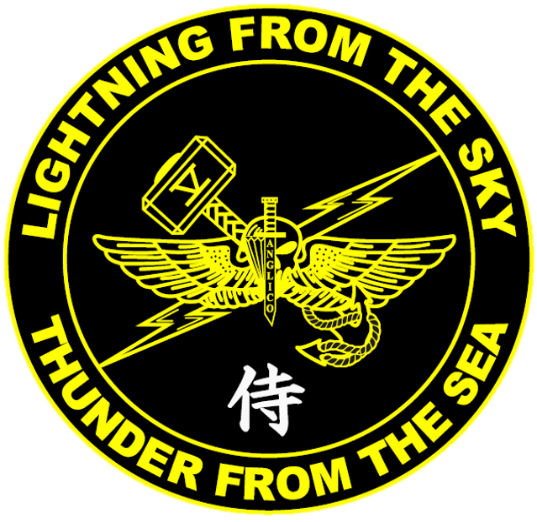 LIGHTNING FROM THE SKY
V
ANGLICO
侍
THUNDER FROM THE SEA